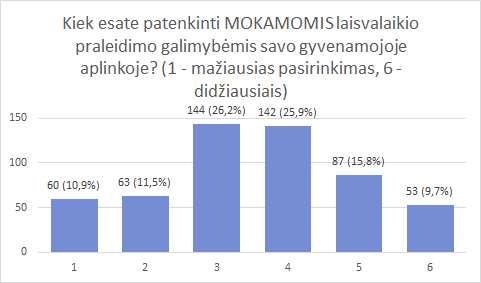 Kiek esate patenkinti MOKAMOMIS laisvalaikio
praleidimo galimybėmis savo gyvenamojoje
aplinkoje? (1 - mažiausias pasirinkimas, 6 -
didžiausiais)
150
100
50
0
60 (10,9%)
63 (11,5%)
144 (26,2%)
142 (25,9%)
87 (15,8%)
53 (9,7%)
1 2 3 4 5 6